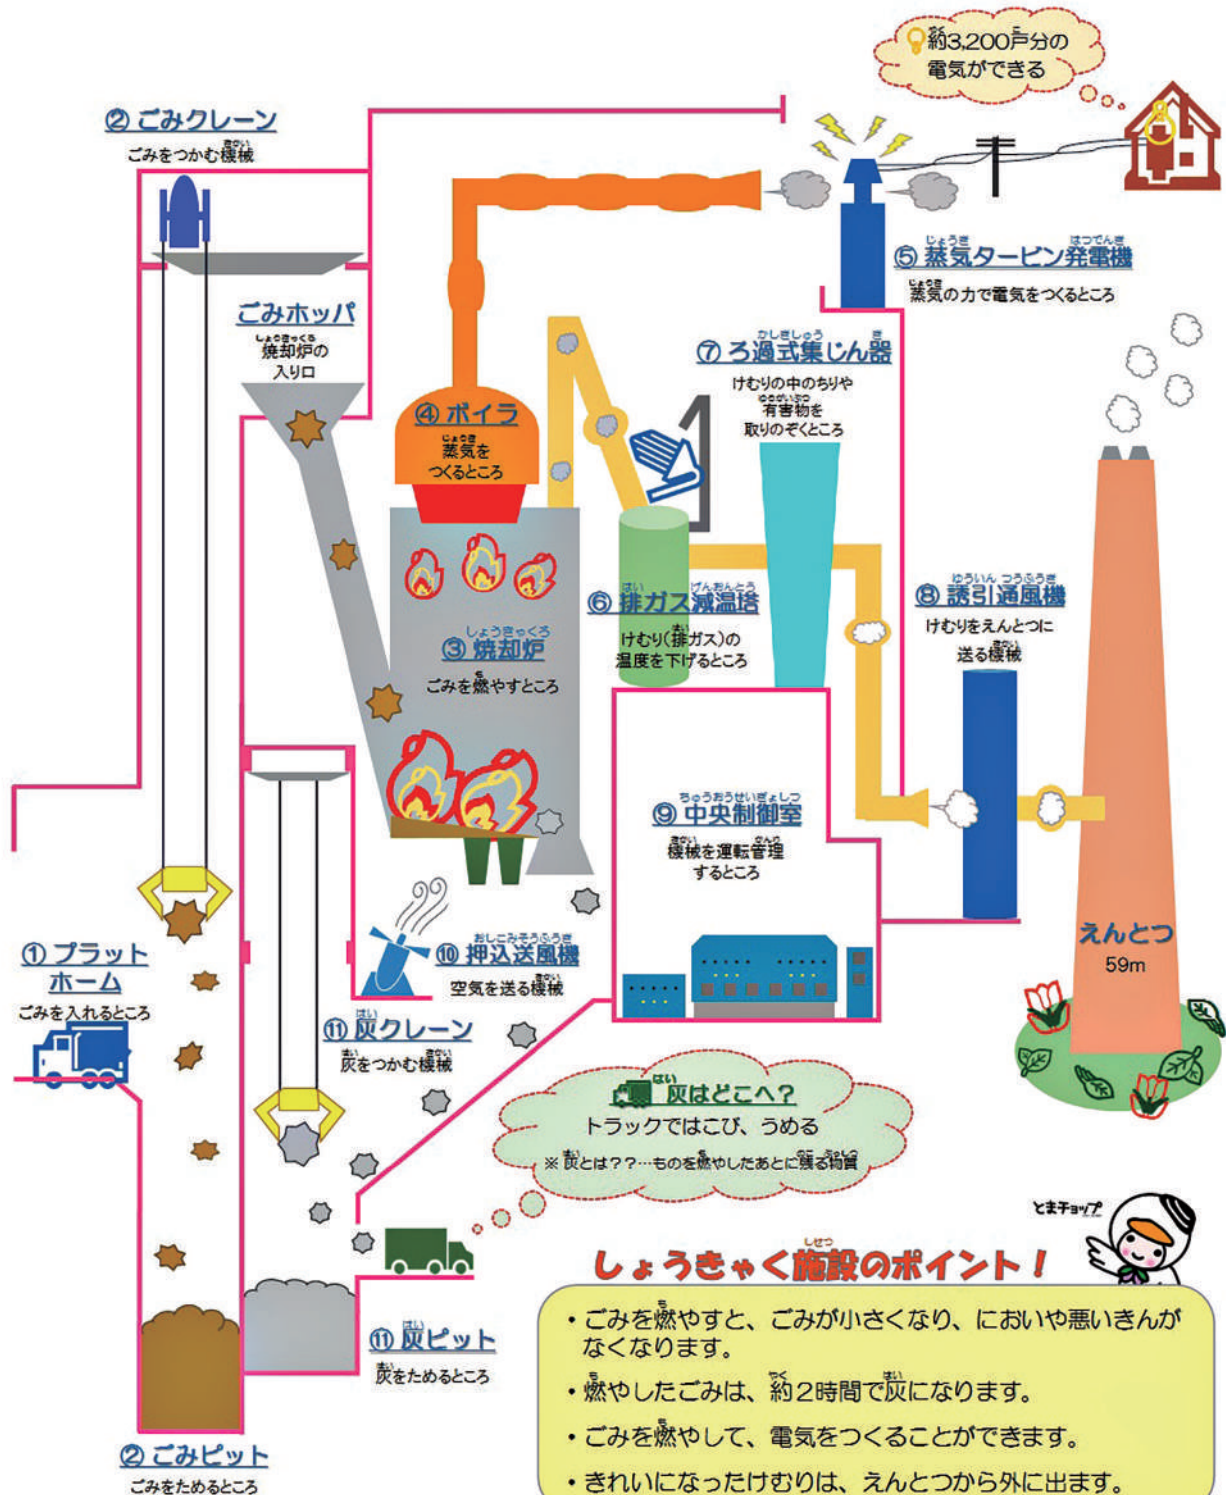 約3,200戸分の
電気ができる
② ごみクレーン
ごみをつかむ機械
⑤ 蒸気タービン発電機
蒸気の力で電気をつくるところ
ごみホッパ
焼却炉の
入り口
⑦ ろ過式集じん器
けむりの中のちりや
有害物を
取りのぞくところ
④ ボイラ
蒸気を
つくるところ
⑥ 排ガス減温塔
けむり(排ガス)の
温度を下げるところ
⑧ 誘引通風機
けむりをえんとつに
送る機械
③ 焼却炉
ごみを燃やすところ
⑨ 中央制御室
機械を運転管理
するところ
① プラット
ホーム
ごみを入れるところ
⑩ 押込送風機
空気を送る機械
えんとつ
59m
⑪ 灰クレーン
灰をつかむ機械
灰はどこへ?
トラックではこび、うめる
※ 灰とは??…ものを燃やしたあとに残る物質
とまチョップ
⑪ 灰ピット
灰をためるところ
② ごみピット
ごみをためるところ
しょうきゃく施設のポイント!
・ごみを燃やすと、ごみが小さくなり、においや悪いきんが
なくなります。
・燃やしたごみは、約2時間で灰になります。
・ごみを燃やして、電気をつくることができます。
・きれいになったけむりは、えんとつから外に出ます。